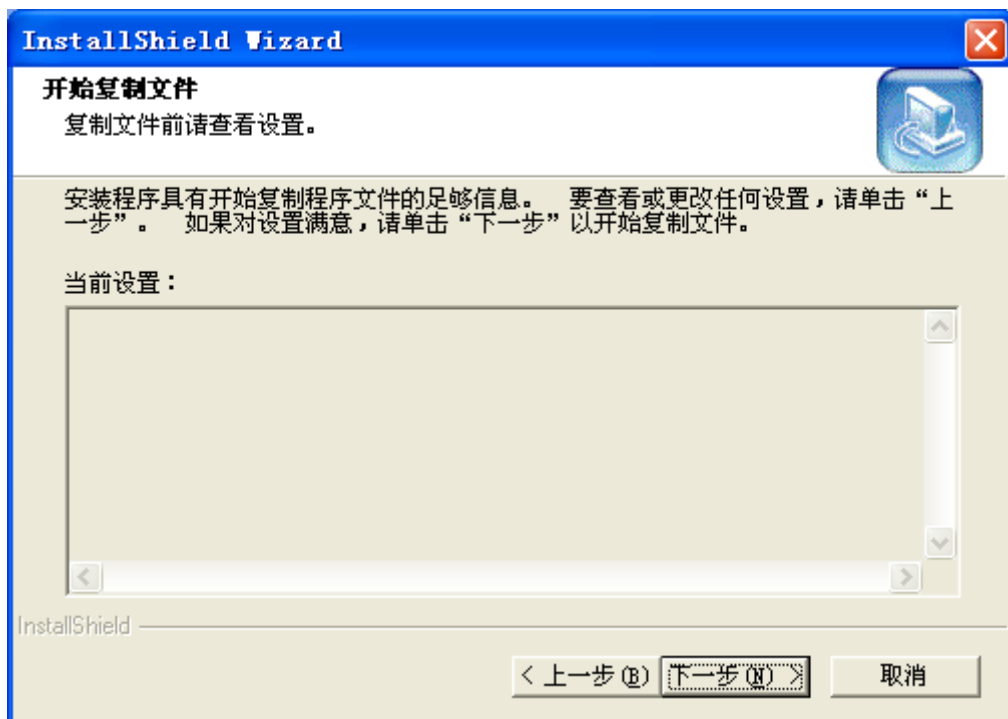 InstallShield Wizard
开始复制文件
复制文件前请查看设置。
安装程序具有开始复制程序文件的足够信息。 要查看或更改任何设置，请单击“上
一步”。 如果对设置满意，请单击“下一步”以开始复制文件。
当前设置：
InstallShield
< 上一步(B) 下一步(N) > 取消